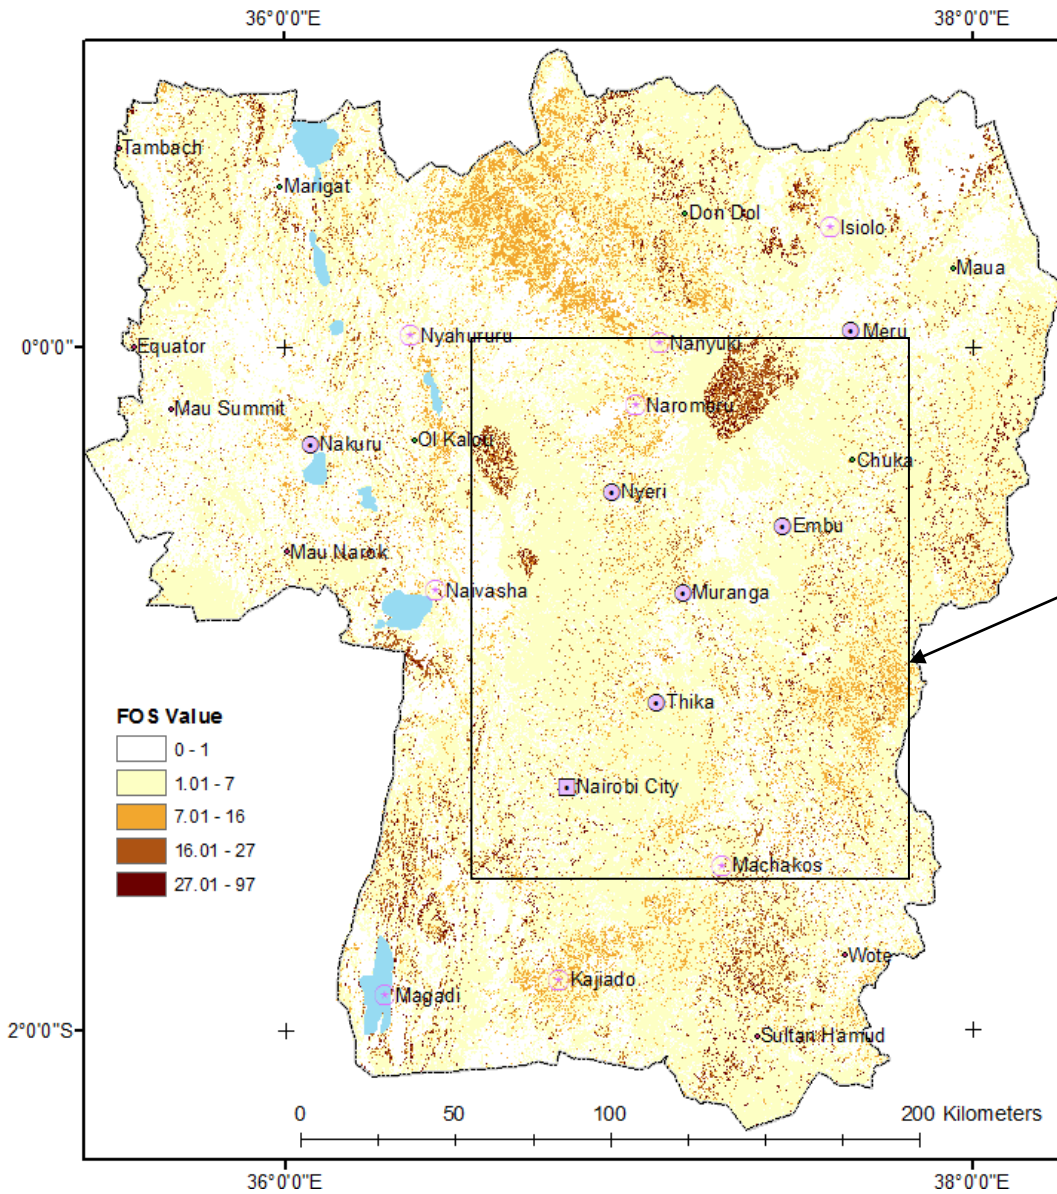 36°0'0"E 38°0'0"E
Tambach
Marigat
Don Dol
Isiolo
Maua
Meru
Nyahururu
Nanyuki
0°0'0"
Equator
Naromoru
Mau Summit
Ol Kalou
Nakuru
Chuka
Nyeri
Embu
Mau Narok
Naivasha
Muranga
Thika
FOS Value
0 - 1
1.01 - 7
7.01 - 16
16.01 - 27
27.01 - 97
Nairobi City
Machakos
Wote
Kajiado
Magadi
2°0'0"S
Sultan Hamud
0 50 100 200 Kilometers
36°0'0"E 38°0'0"E